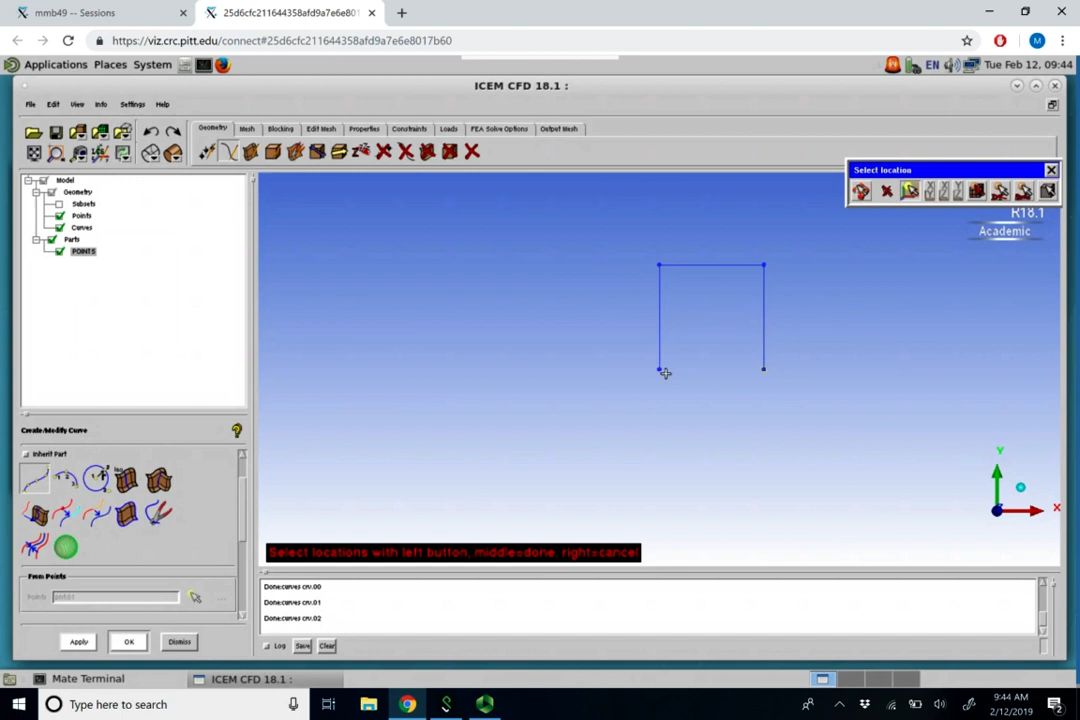 mmb49 -- Sessions
25d6cfc211644358afd9a7e6e801
https://viz.crc.pitt.edu/connect#25d6cfc211644358afd9a7e6e8017b60
Applications Places System
EN
Tue Feb 12, 09:44
ICEM CFD 18.1 :
File Edit View Info Settings Help
Geometry Mesh Blocking Edit Mesh Properties Constraints Loads FEA Solve Options Output Mesh
Select location
Model
Geometry
Subsets
Points
Curves
Parts
POINTS
R18.1
Academic
Create/Modify Curve
Inherit Part
Y
X
Select locations with left button, middle=done, right=cancel
From Points
Points
Done:curves crv.00
Done:curves crv.01
Done:curves crv.02
Apply OK Dismiss
Log Save Clear
Mate Terminal
ICEM CFD 18.1 :
Type here to search
9:44 AM
2/12/2019